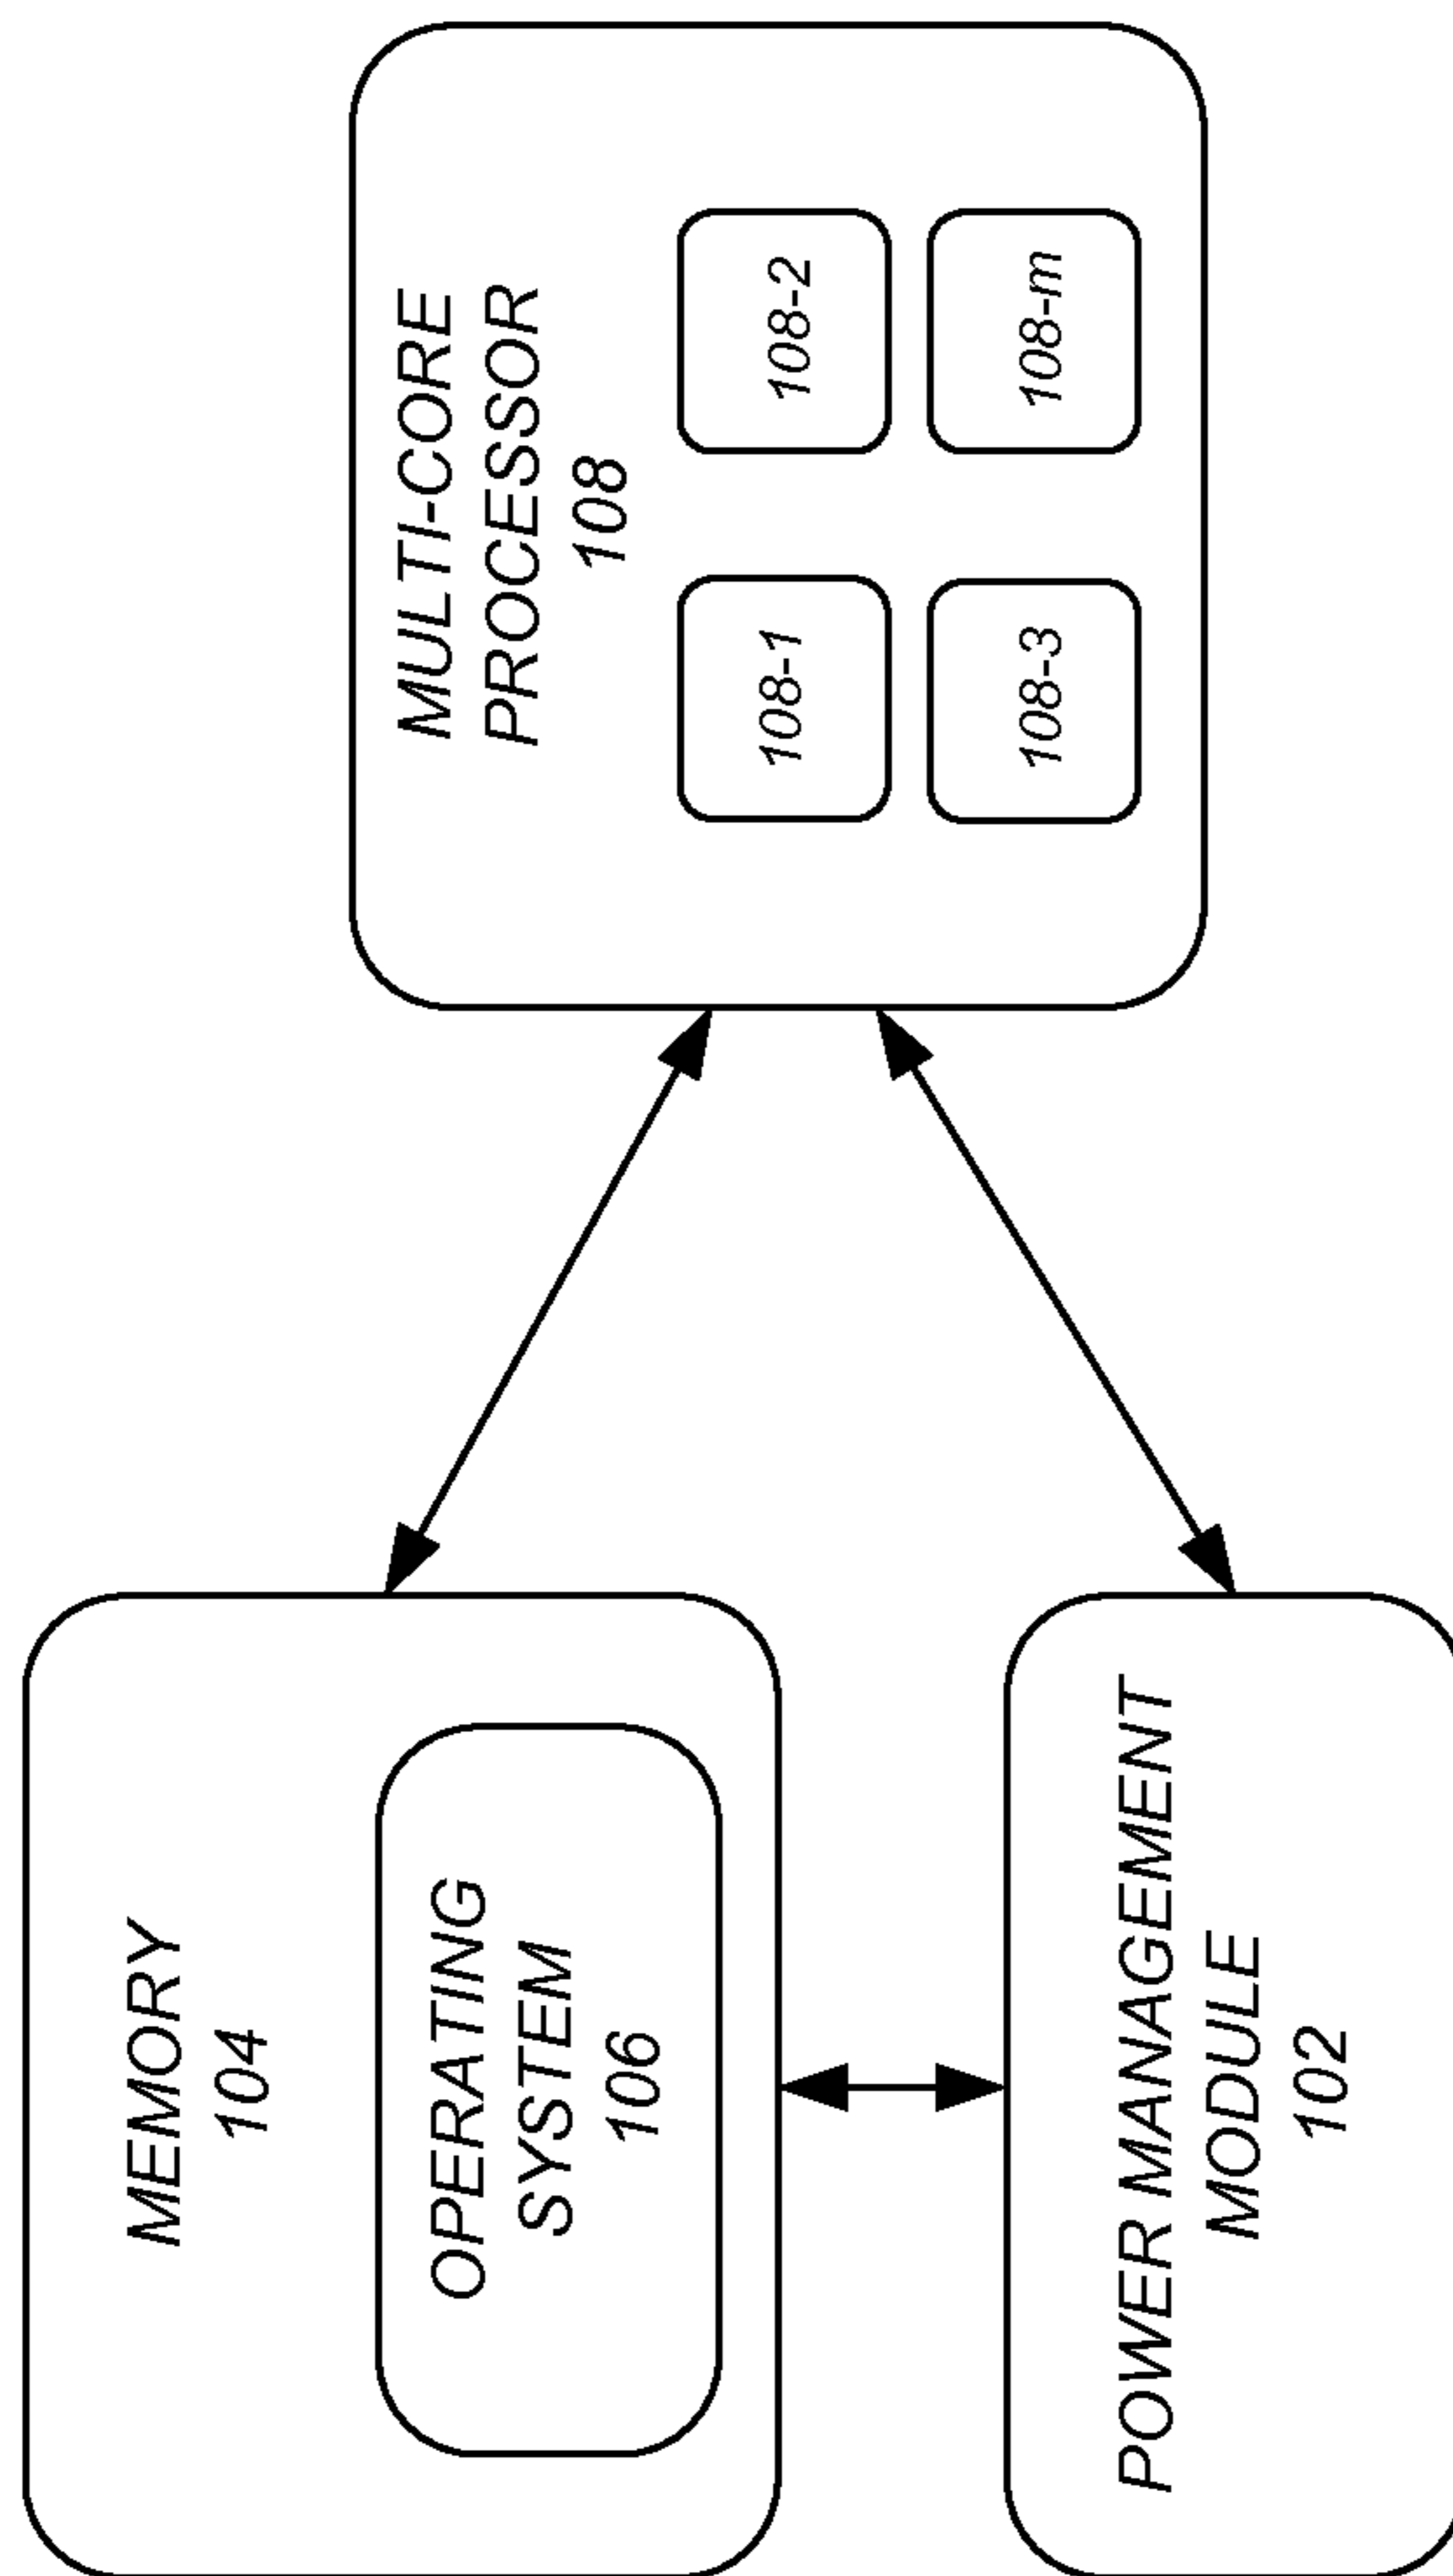 MEMORY
104
OPERATING
SYSTEM
106
POWER MANAGEMENT
MODULE
102
MULTI-CORE
PROCESSOR
108
108-1
108-2
108-3
108-m